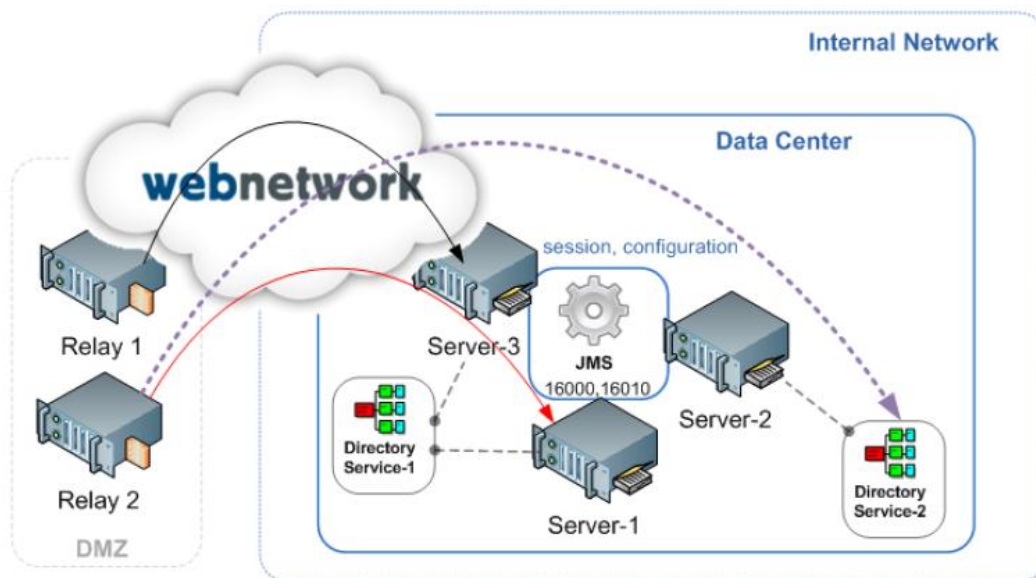 Internal Network
Data Center
webnetwork
session, configuration
Relay 1
Server-3
JMS
16000,16010
Server-2
Directory
Service-1
Relay 2
Server-1
Directory
Service-2
DMZ